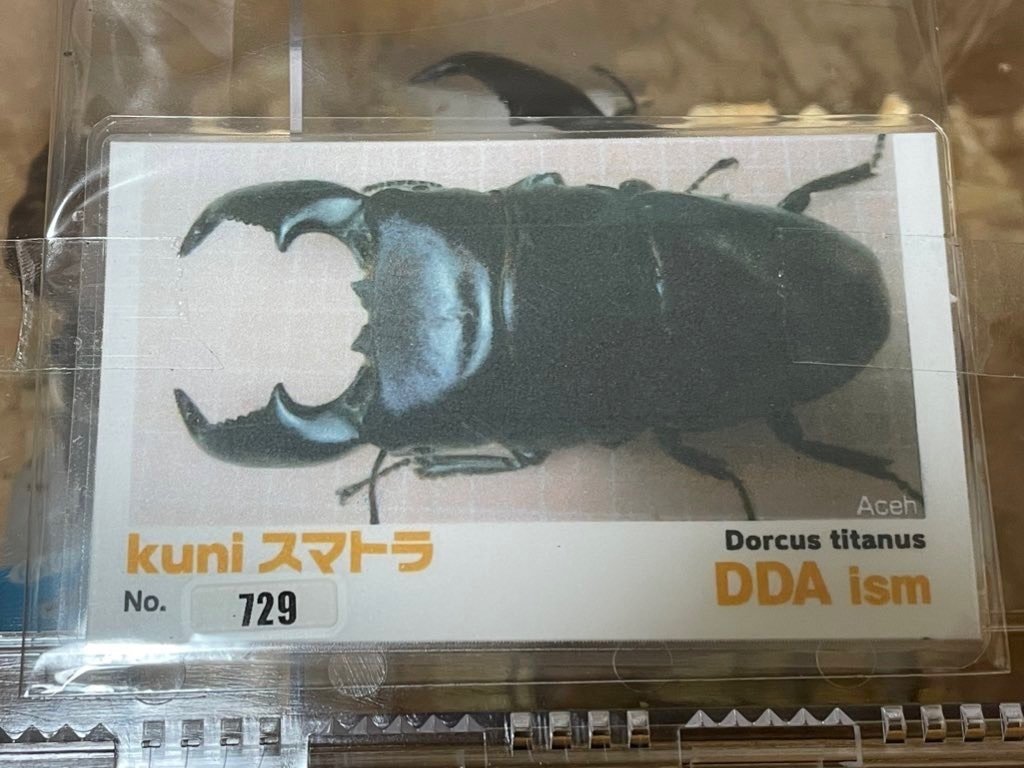 Aceh
kuni スマトラ
Dorcus titanus
No. 729
DDA ism